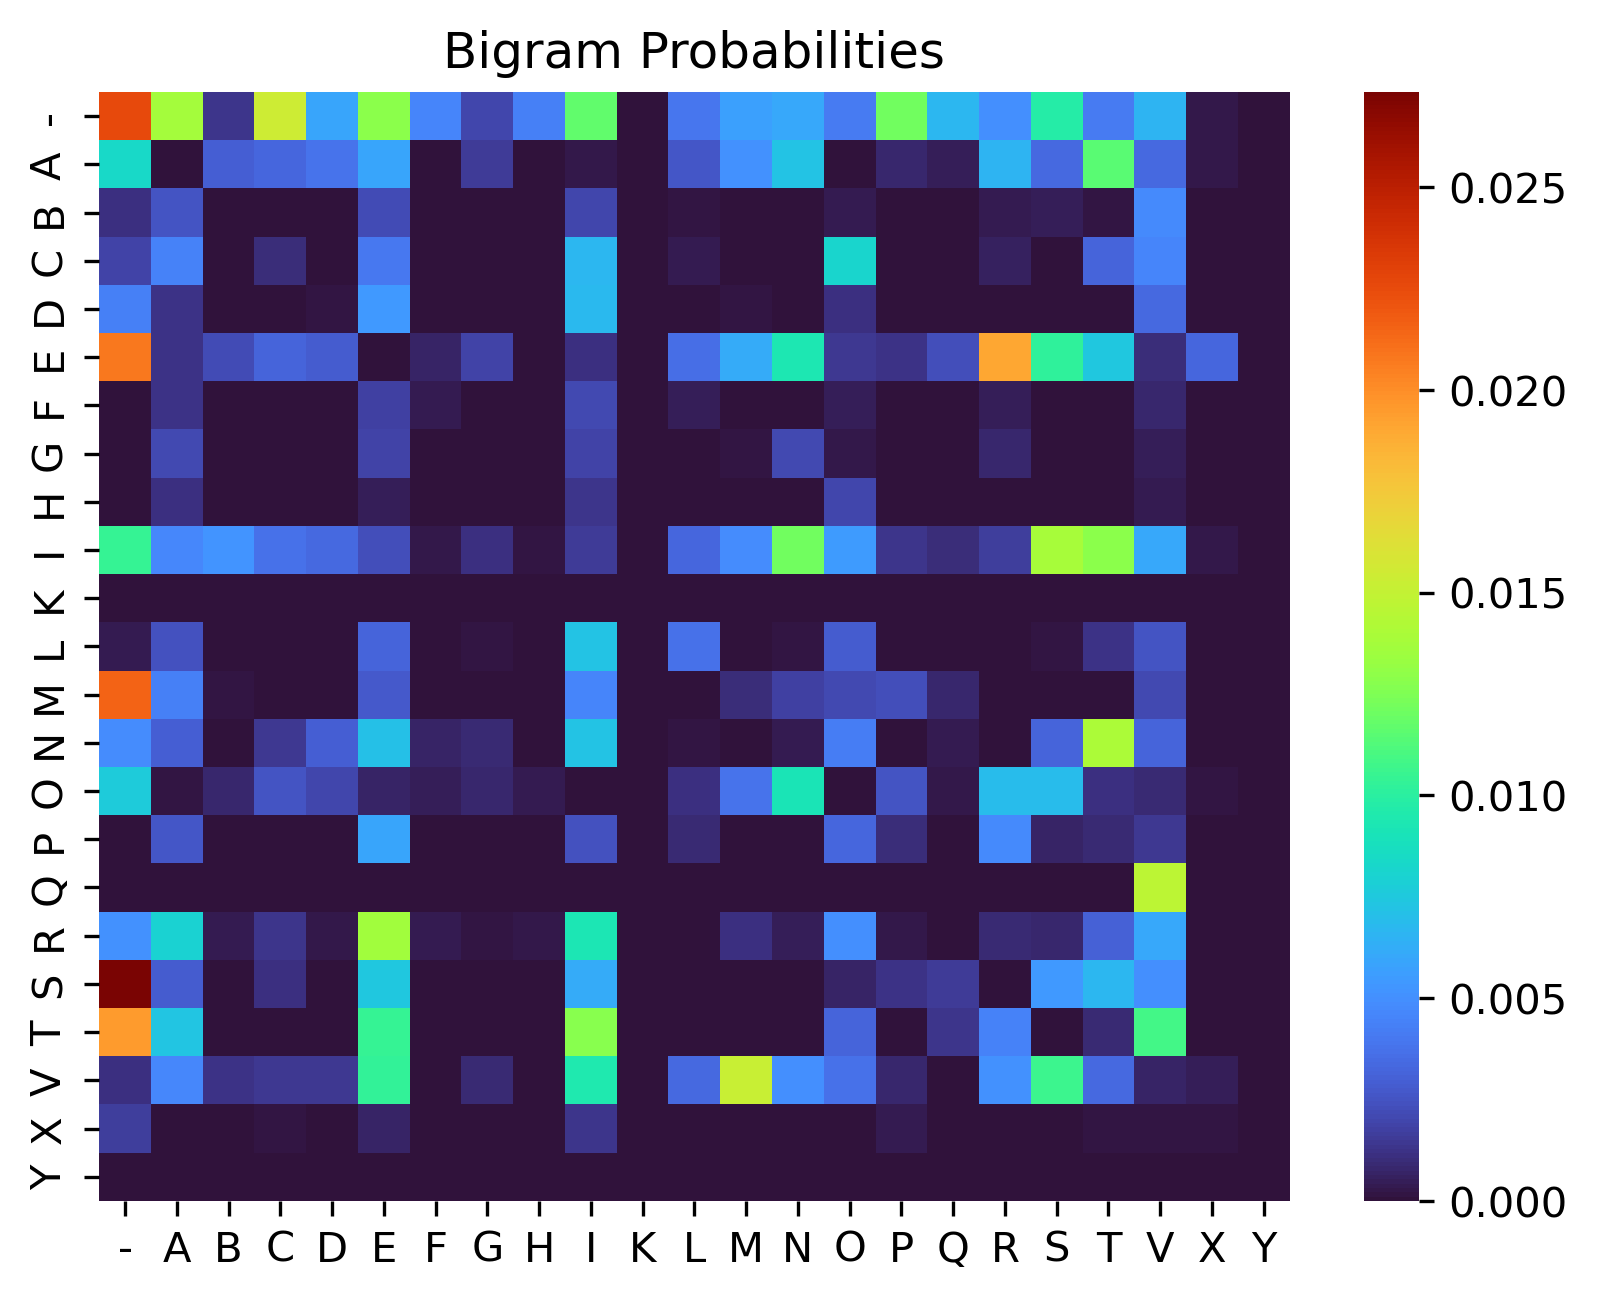 Bigram Probabilities
-
A
B
C
D
E
F
G
H
I
K
L
M
N
O
P
Q
R
S
T
V
X
Y
- A B C D E F G H I K L M N O P Q R S T V X Y
0.025
0.020
0.015
0.010
0.005
0.000